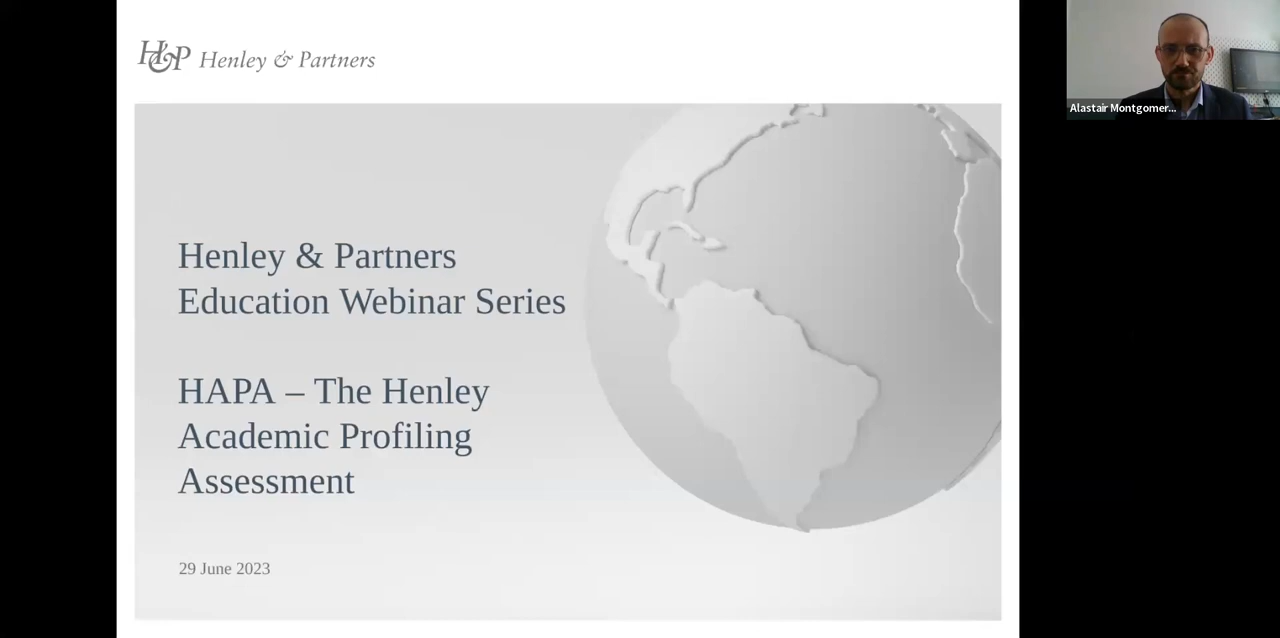 H&P Henley & Partners
Alastair Montgomer...
Henley & Partners
Education Webinar Series
HAPA – The Henley
Academic Profiling
Assessment
29 June 2023